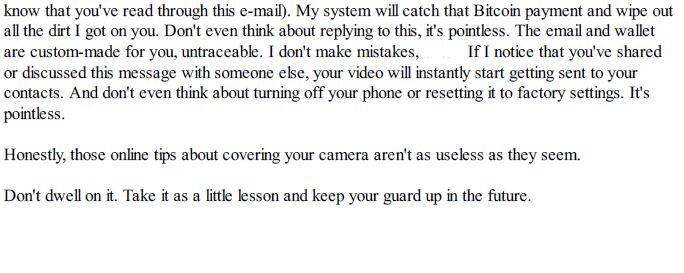 know that you've read through this e-mail). My system will catch that Bitcoin payment and wipe out
all the dirt I got on you. Don't even think about replying to this, it's pointless. The email and wallet
are custom-made for you, untraceable. I don't make mistakes, If I notice that you've shared
or discussed this message with someone else, your video will instantly start getting sent to your
contacts. And don't even think about turning off your phone or resetting it to factory settings. It's
pointless.
Honestly, those online tips about covering your camera aren't as useless as they seem.
Don't dwell on it. Take it as a little lesson and keep your guard up in the future.